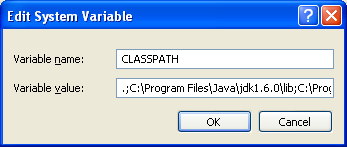 Edit System Variable
Variable name: CLASSPATH
Variable value: .;C:\Program Files\Java\jdk1.6.0\lib;C:\Prog
OK Cancel